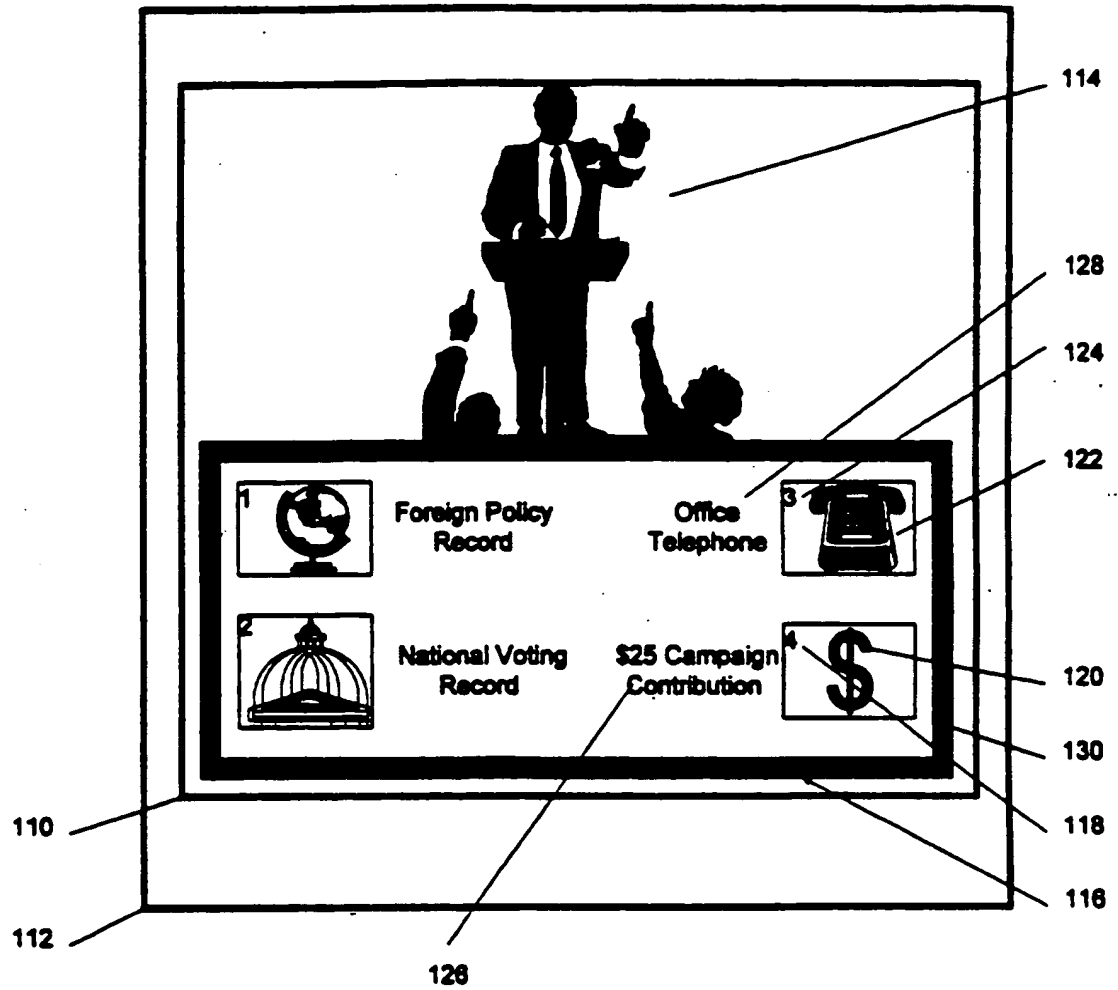 114
128
124
122
1
Foreign Policy
Record
Office
Telephone
3
2
National Voting
Record
$25 Campaign
Contribution
4
120
130
110
118
116
112
126